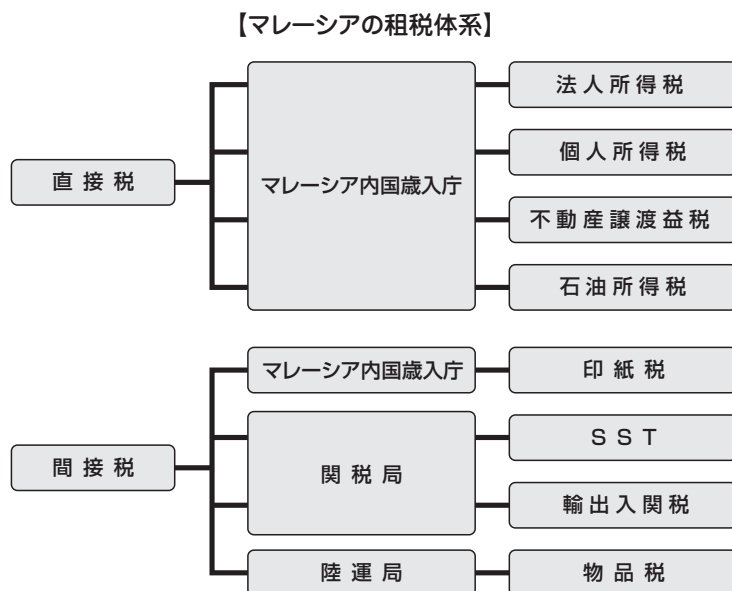 【マレーシアの租税体系】
直接税
マレーシア内国歳入庁
法人所得税
個人所得税
不動産譲渡益税
石油所得税
間接税
マレーシア内国歳入庁
印紙税
関税局
SST
輸出入関税
陸運局
物品税